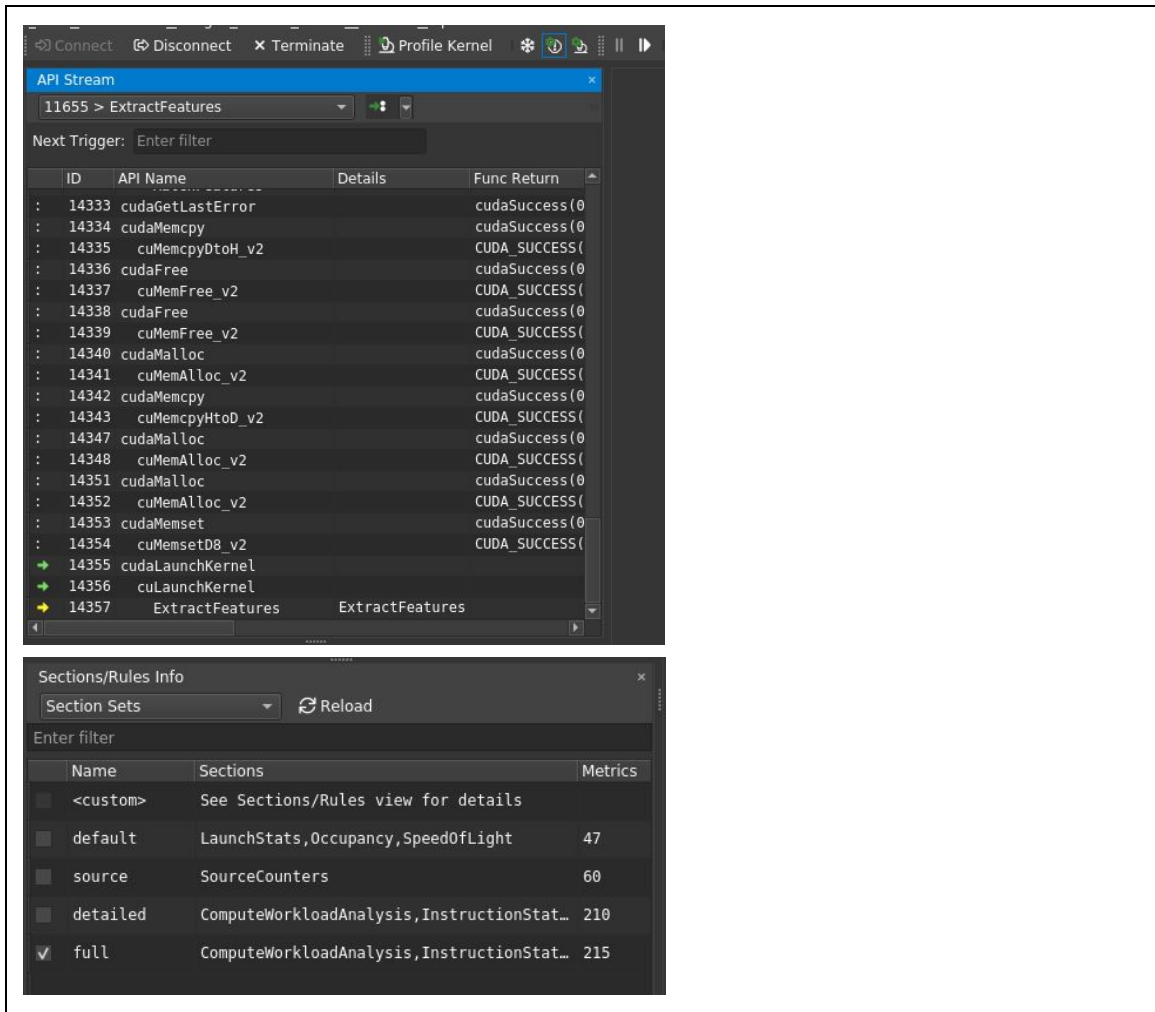 Connect Disconnect × Terminate Profile Kernel
API Stream ×
11655 > ExtractFeatures
Next Trigger: Enter filter
ID API Name Details Func Return
: 14333 cudaGetLastError cudaSuccess(0
: 14334 cudaMemcpy cudaSuccess(0
: 14335 cuMemcpyDtoH_v2 CUDA_SUCCESS(
: 14336 cudaFree cudaSuccess(0
: 14337 cuMemFree_v2 CUDA_SUCCESS(
: 14338 cudaFree cudaSuccess(0
: 14339 cuMemFree_v2 CUDA_SUCCESS(
: 14340 cudaMalloc cudaSuccess(0
: 14341 cuMemAlloc_v2 CUDA_SUCCESS(
: 14342 cudaMemcpy cudaSuccess(0
: 14343 cuMemcpyHtoD_v2 CUDA_SUCCESS(
: 14347 cudaMalloc cudaSuccess(0
: 14348 cuMemAlloc_v2 CUDA_SUCCESS(
: 14351 cudaMalloc cudaSuccess(0
: 14352 cuMemAlloc_v2 CUDA_SUCCESS(
: 14353 cudaMemset cudaSuccess(0
: 14354 cuMemsetD8_v2 CUDA_SUCCESS(
14355 cudaLaunchKernel
14356 cuLaunchKernel
14357 ExtractFeatures ExtractFeatures
Sections/Rules Info ×
Section Sets Reload
Enter filter
Name Sections Metrics
<custom> See Sections/Rules view for details
default LaunchStats,Occupancy,SpeedOfLight 47
source SourceCounters 60
detailed ComputeWorkloadAnalysis,InstructionStat… 210
full ComputeWorkloadAnalysis,InstructionStat… 215